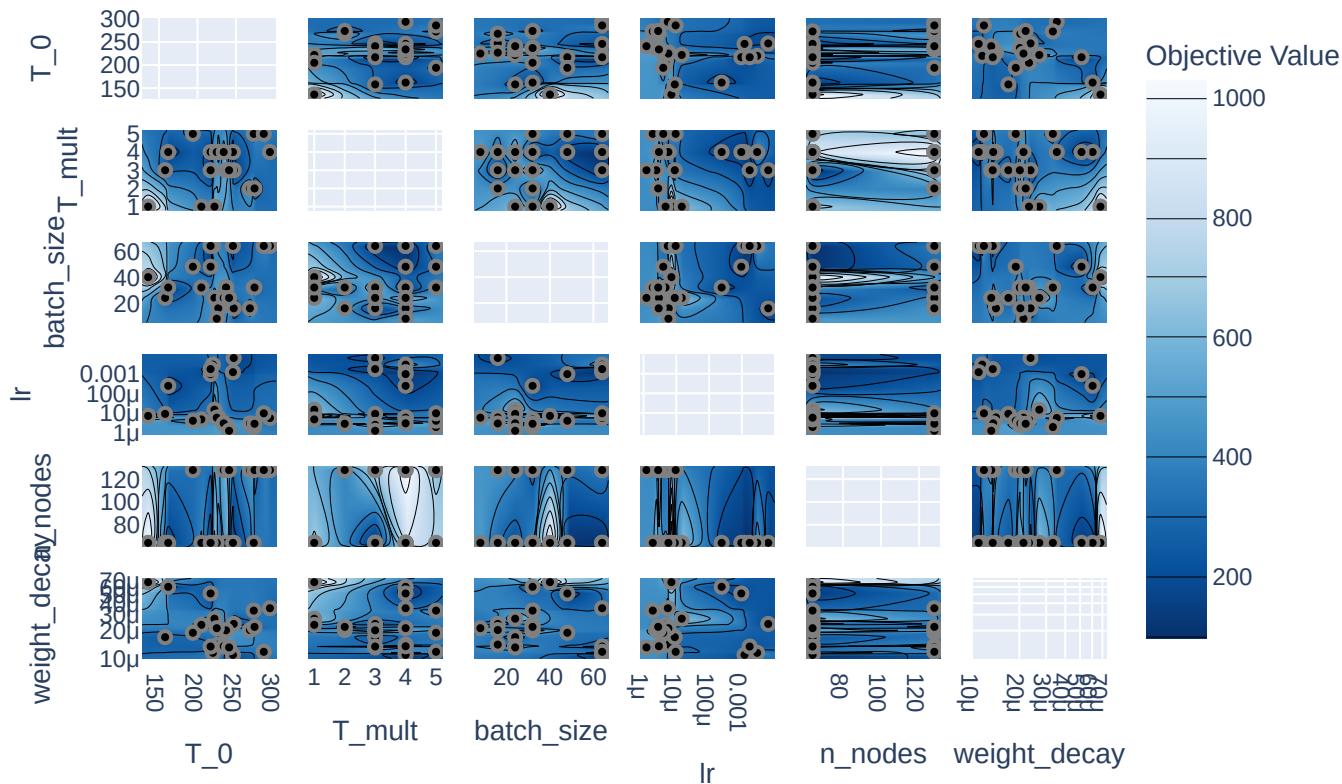 Objective Value
1000
800
600
400
200
T_0
300
250
200
150
T_mult
5
4
3
2
1
batch_size
60
40
20
lr
0.001
100μ
10μ
1μ
n_nodes
120
100
80
weight_decay
70μ
30μ
20μ
10μ
150
200
250
300
T_0
1
2
3
4
5
T_mult
20
40
60
batch_size
1μ
10μ
100μ
0.001
lr
80
100
120
n_nodes
10μ
20μ
30μ
40μ
50μ
70μ
weight_decay